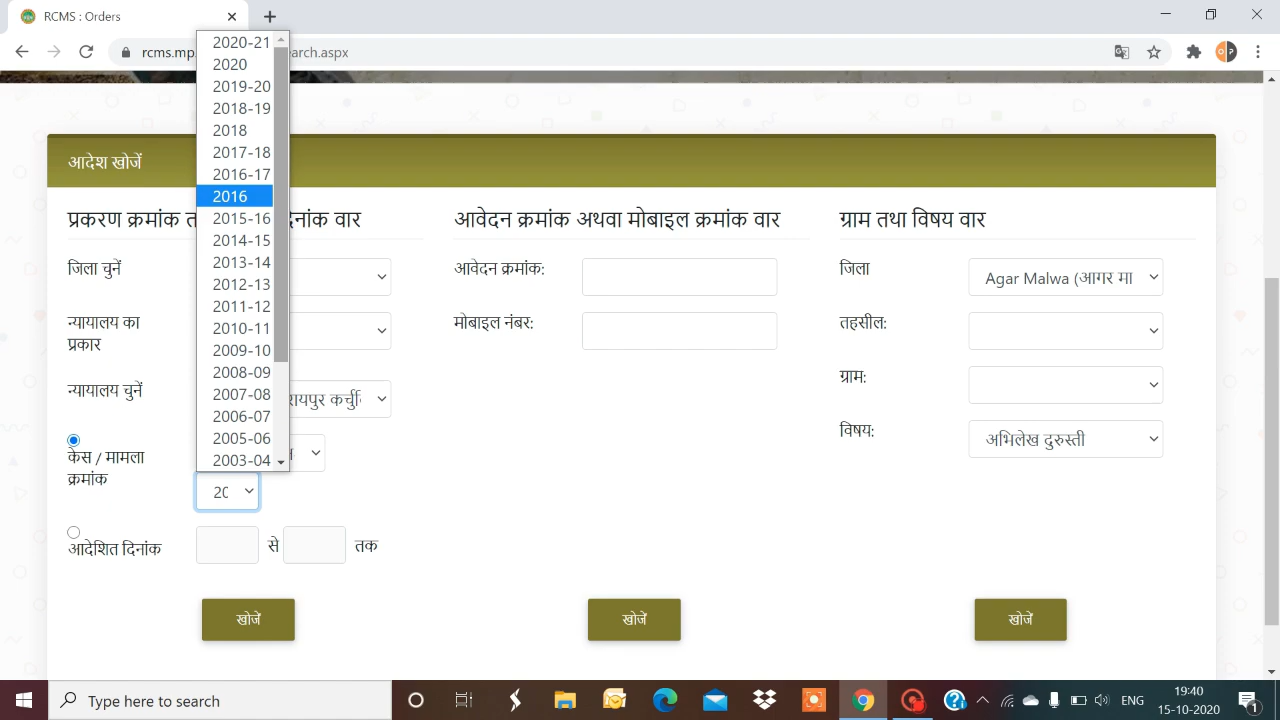 RCMS : Orders
rcms.mp.
arch.aspx
आदेश खोजें
प्रकरण क्रमांक
नांक वार
जिला चुनें
न्यायालय का
प्रकार
न्यायालय चुनें
केस / मामला
क्रमांक
आदेशित दिनांक
से
तक
खोजें
2020-21
2020
2019-20
2018-19
2018
2017-18
2016-17
2016
2015-16
2014-15
2013-14
2012-13
2011-12
2010-11
2009-10
2008-09
2007-08
2006-07
2005-06
2003-04
आवेदन क्रमांक अथवा मोबाइल क्रमांक वार
आवेदन क्रमांक:
मोबाइल नंबर:
खोजें
ग्राम तथा विषय वार
जिला
Agar Malwa (आगर मा
तहसील:
ग्राम:
विषय:
अभिलेख दुरुस्ती
खोजें
Type here to search
ENG
19:40
15-10-2020
1